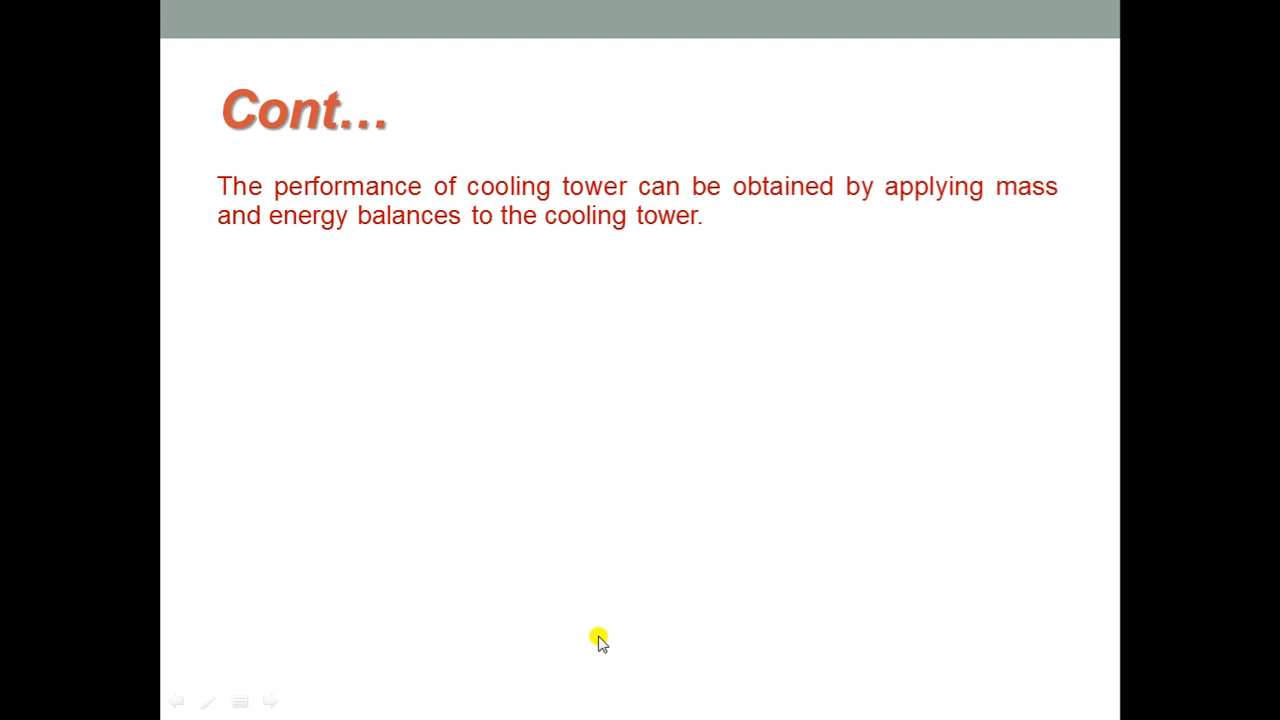 Cont...
The performance of cooling tower can be obtained by applying mass
and energy balances to the cooling tower.